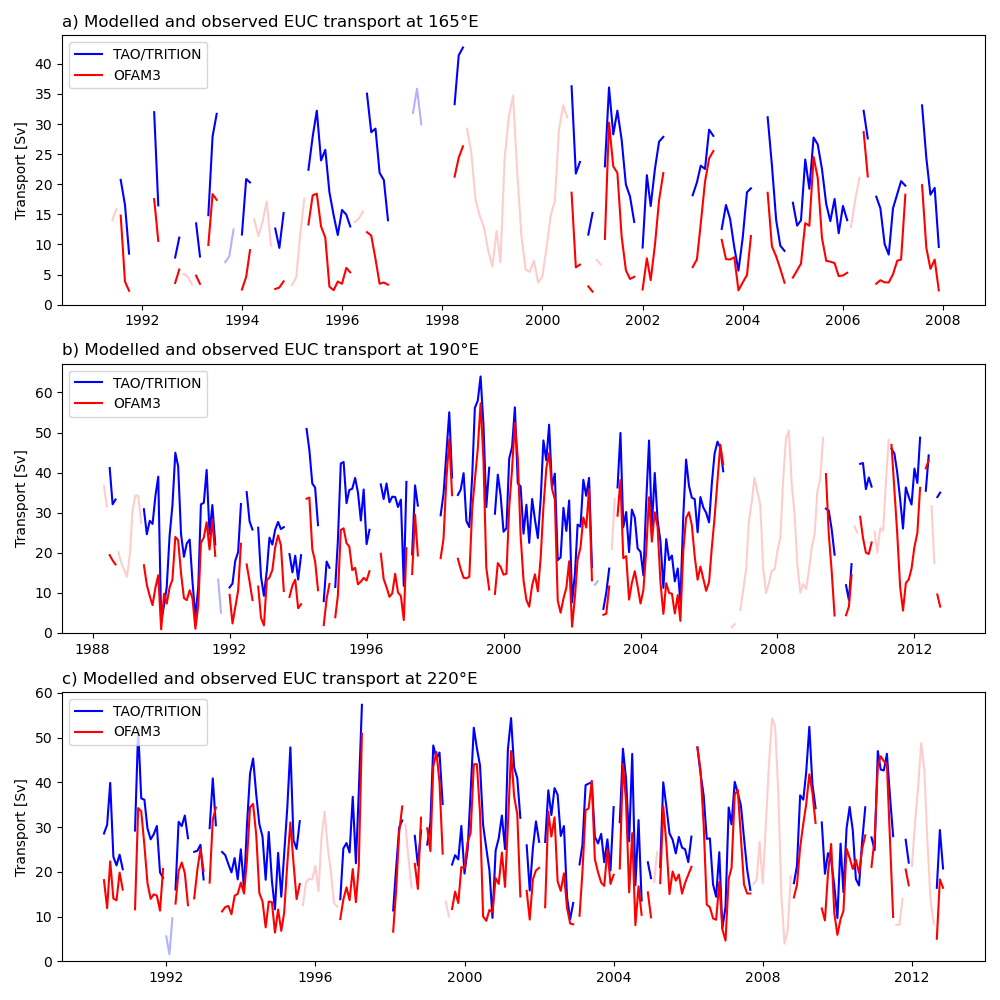 a) Modelled and observed EUC transport at 165°E
TAO/TRITION
OFAM3
Transport [Sv]
40
35
30
25
20
15
10
5
0
1992 1994 1996 1998 2000 2002 2004 2006 2008
b) Modelled and observed EUC transport at 190°E
TAO/TRITION
OFAM3
Transport [Sv]
60
50
40
30
20
10
0
1988 1992 1996 2000 2004 2008 2012
c) Modelled and observed EUC transport at 220°E
TAO/TRITION
OFAM3
Transport [Sv]
60
50
40
30
20
10
0
1992 1996 2000 2004 2008 2012